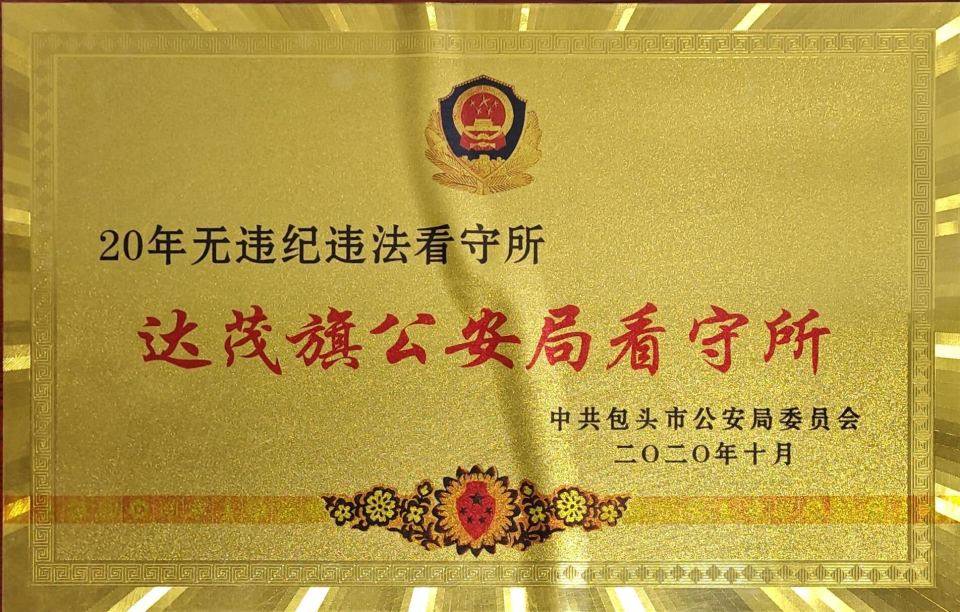 20年无违纪违法看守所
达茂旗公安局看守所
中共包头市公安局委员会
二〇二〇年十月